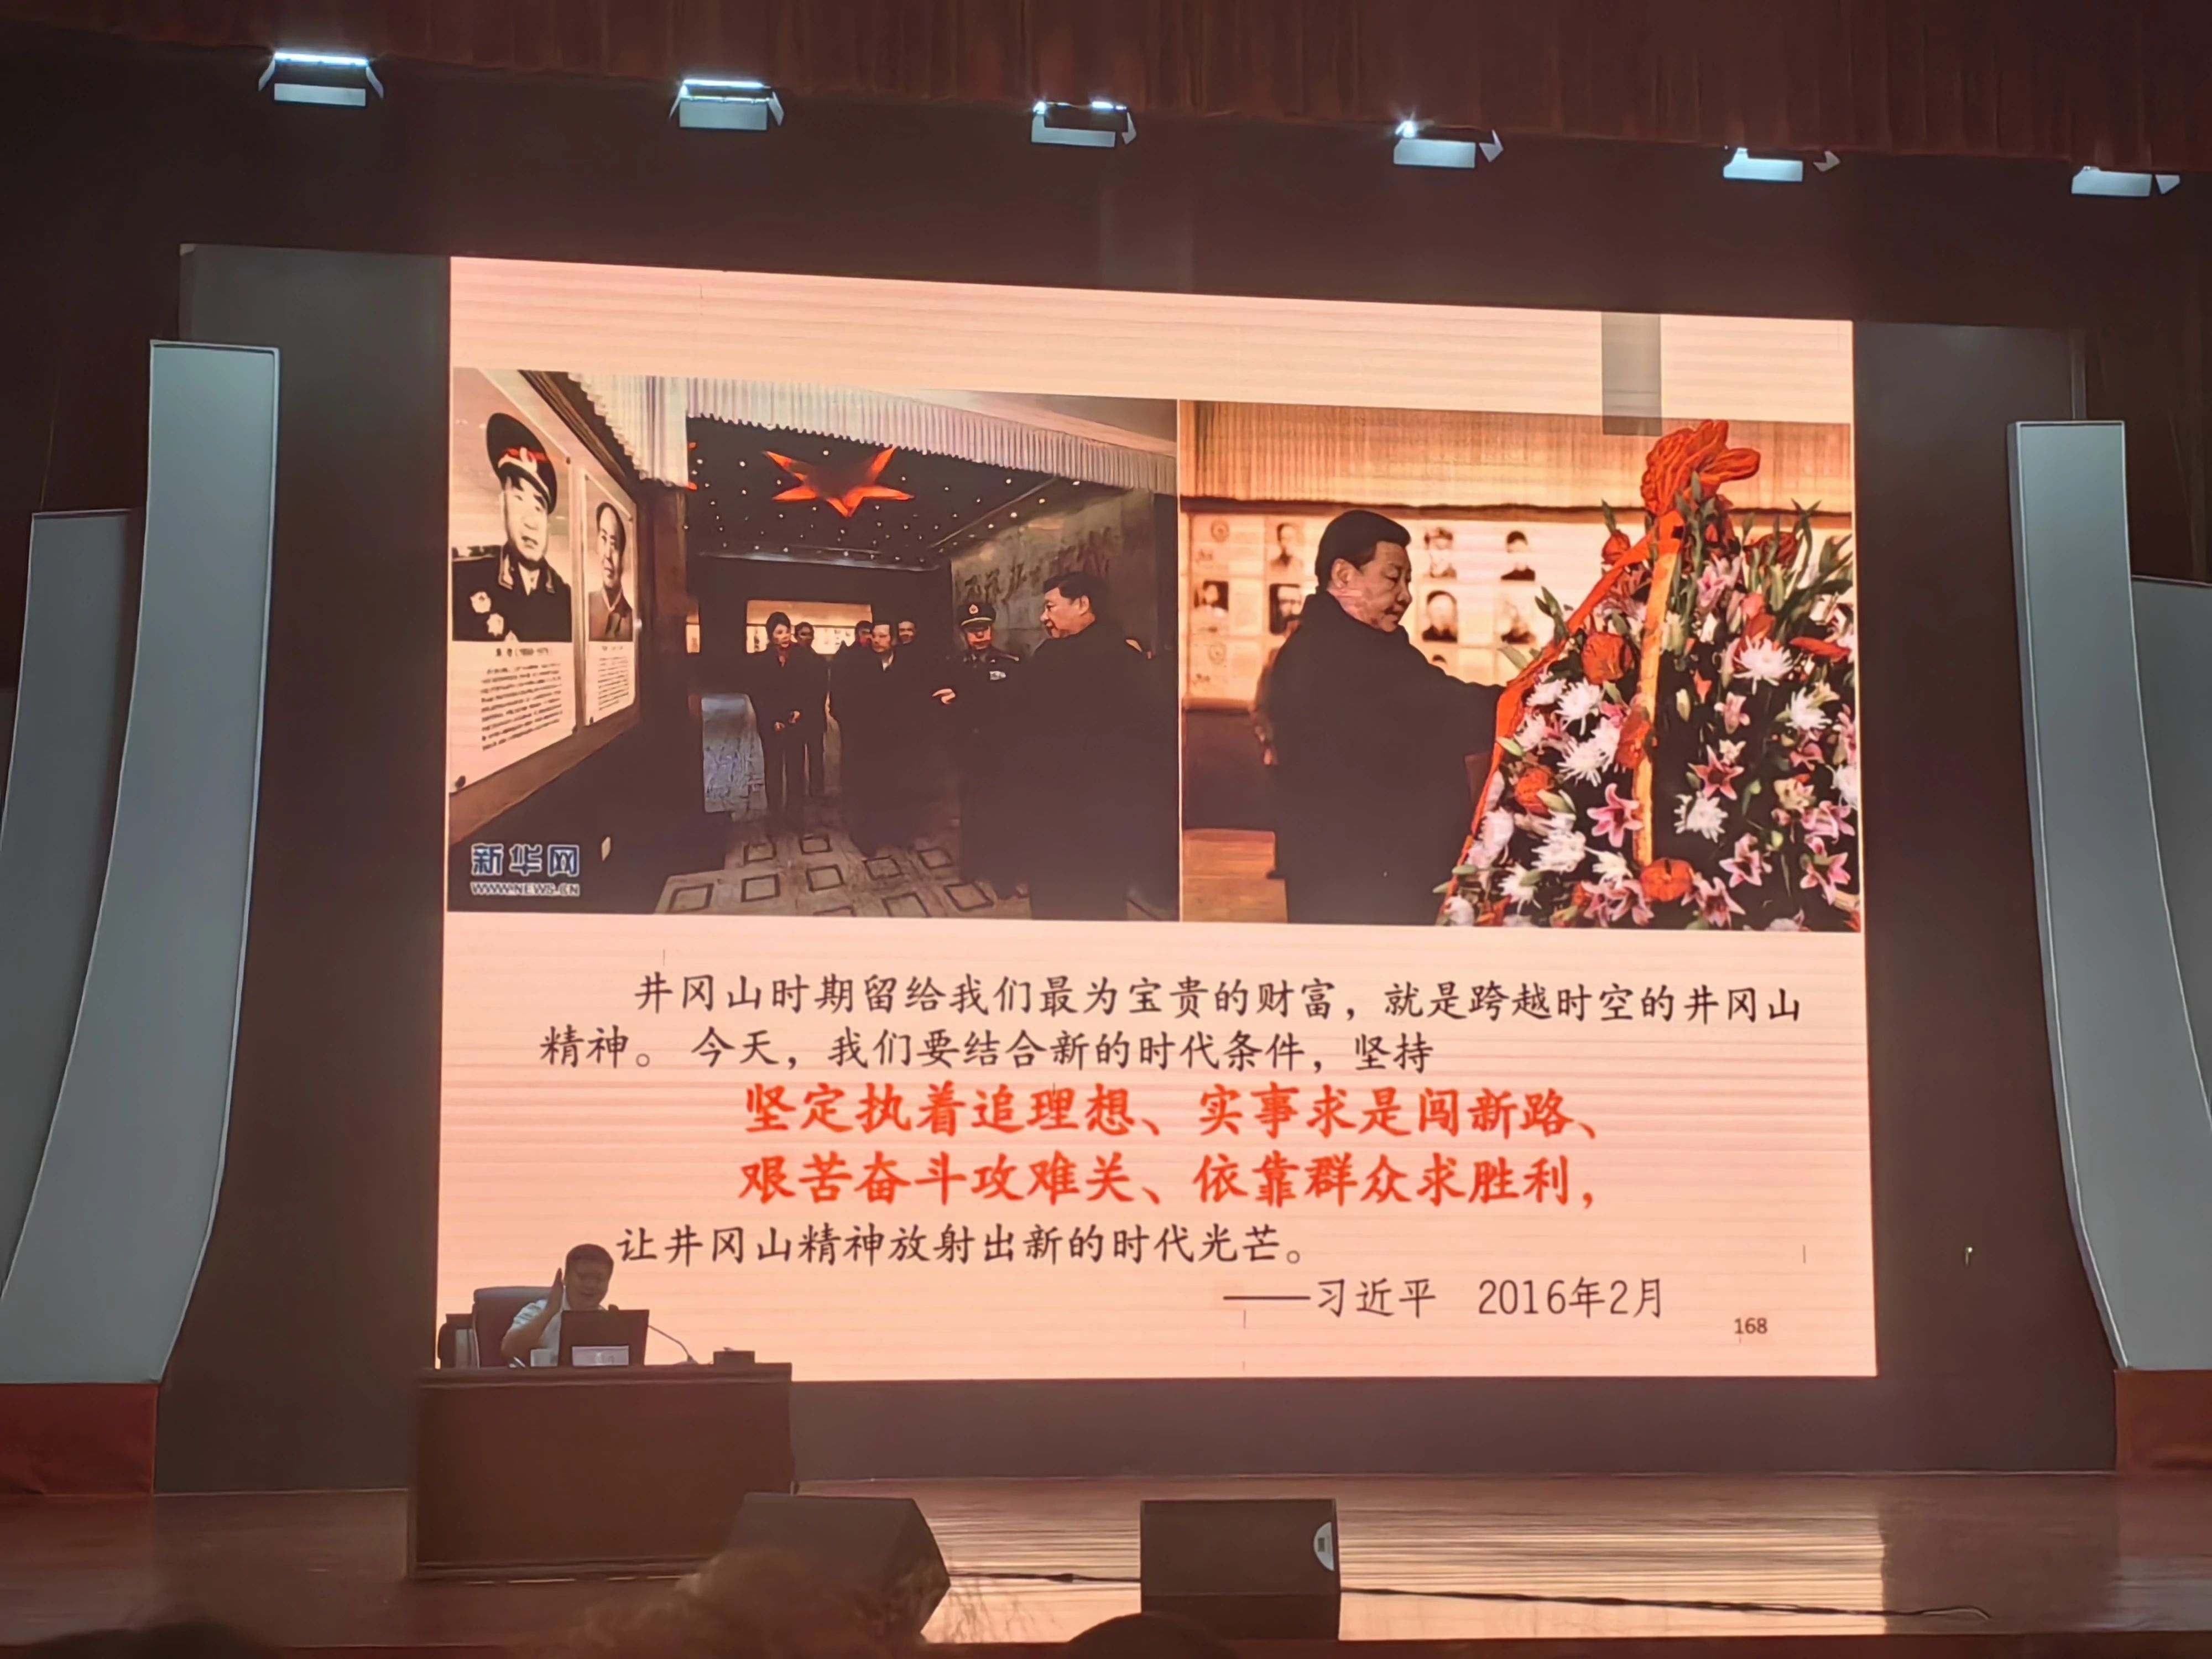 新华网
WWW.NEWS.CN
井冈山时期留给我们最为宝贵的财富，就是跨越时空的井冈山
精神。今天，我们要结合新的时代条件，坚持
坚定执着追理想、实事求是闯新路、
艰苦奋斗攻难关、依靠群众求胜利，
让井冈山精神放射出新的时代光芒。
——习近平 2016年2月
168